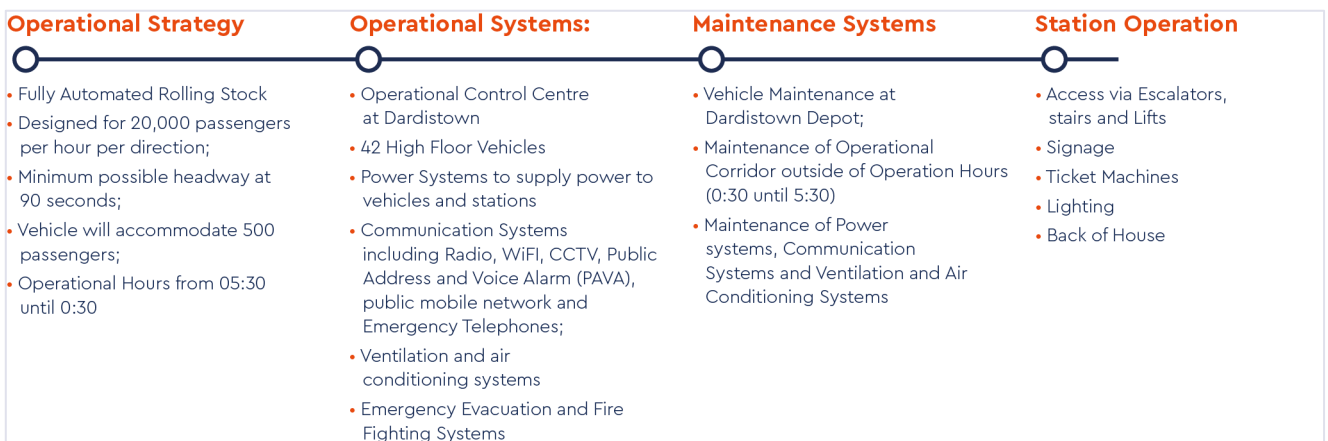 Operational Strategy
• Fully Automated Rolling Stock
• Designed for 20,000 passengers
per hour per direction;
• Minimum possible headway at
90 seconds;
• Vehicle will accommodate 500
passengers;
• Operational Hours from 05:30
until 0:30
Operational Systems:
• Operational Control Centre
at Dardistown
• 42 High Floor Vehicles
• Power Systems to supply power to
vehicles and stations
• Communication Systems
including Radio, WiFI, CCTV, Public
Address and Voice Alarm (PAVA),
public mobile network and
Emergency Telephones;
• Ventilation and air
conditioning systems
• Emergency Evacuation and Fire
Fighting Systems
Maintenance Systems
• Vehicle Maintenance at
Dardistown Depot;
• Maintenance of Operational
Corridor outside of Operation Hours
(0:30 until 5:30)
• Maintenance of Power
systems, Communication
Systems and Ventilation and Air
Conditioning Systems
Station Operation
• Access via Escalators,
stairs and Lifts
• Signage
• Ticket Machines
• Lighting
• Back of House